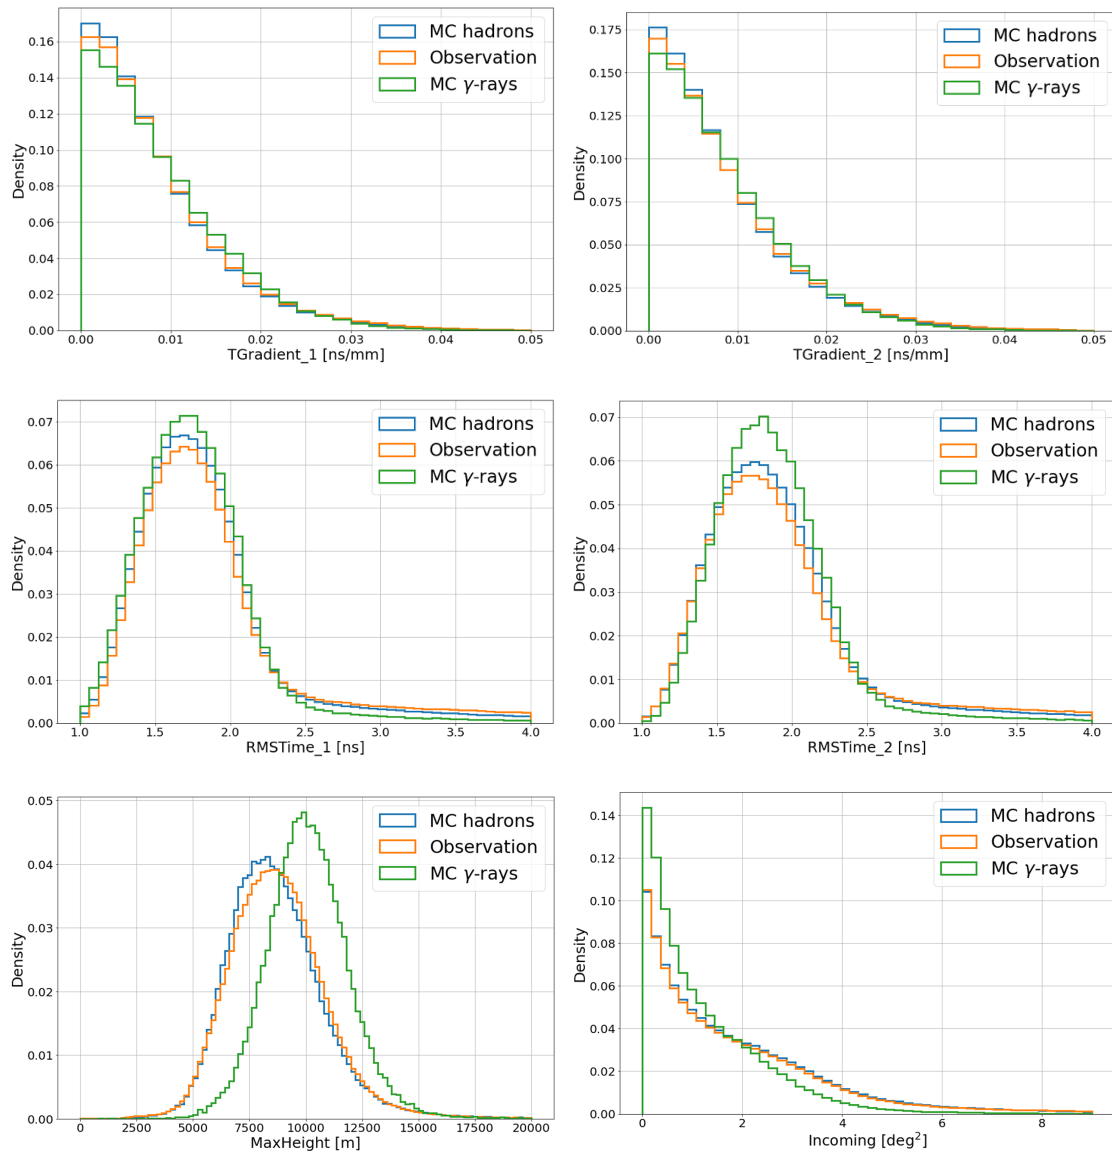 MC hadrons
Observation
MC γ-rays
Density
0.16
0.14
0.12
0.10
0.08
0.06
0.04
0.02
0.00
0.00 0.01 0.02 0.03 0.04 0.05
TGradient_1 [ns/mm]
MC hadrons
Observation
MC γ-rays
Density
0.175
0.150
0.125
0.100
0.075
0.050
0.025
0.000
0.00 0.01 0.02 0.03 0.04 0.05
TGradient_2 [ns/mm]
MC hadrons
Observation
MC γ-rays
Density
0.07
0.06
0.05
0.04
0.03
0.02
0.01
0.00
1.0 1.5 2.0 2.5 3.0 3.5 4.0
RMSTime_1 [ns]
MC hadrons
Observation
MC γ-rays
Density
0.07
0.06
0.05
0.04
0.03
0.02
0.01
0.00
1.0 1.5 2.0 2.5 3.0 3.5 4.0
RMSTime_2 [ns]
MC hadrons
Observation
MC γ-rays
Density
0.05
0.04
0.03
0.02
0.01
0.00
0 2500 5000 7500 10000 12500 15000 17500 20000
MaxHeight [m]
MC hadrons
Observation
MC γ-rays
Density
0.14
0.12
0.10
0.08
0.06
0.04
0.02
0.00
0 2 4 6 8
Incoming [deg²]